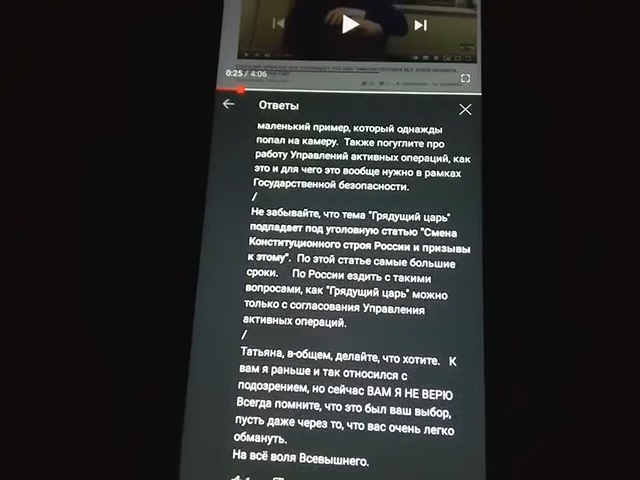 0:25 / 4:06
Ответы
маленький пример, который однажды
попал на камеру. Также погуглите про
работу Управлений активных операций, как
это и для чего это вообще нужно в рамках
Государственной безопасности.
/
Не забывайте, что тема "Грядущий царь"
подпадает под уголовную статью "Смена
Конституционного строя России и призывы
к этому". По этой статье самые большие
сроки. По России ездить с такими
вопросами, как "Грядущий царь" можно
только с согласования Управления
активных операций.
/
Татьяна, в-общем, делайте, что хотите. К
вам я раньше и так относился с
подозрением, но сейчас ВАМ Я НЕ ВЕРЮ
Всегда помните, что это был ваш выбор,
пусть даже через то, что вас очень легко
обмануть.
На всё воля Всевышнего.